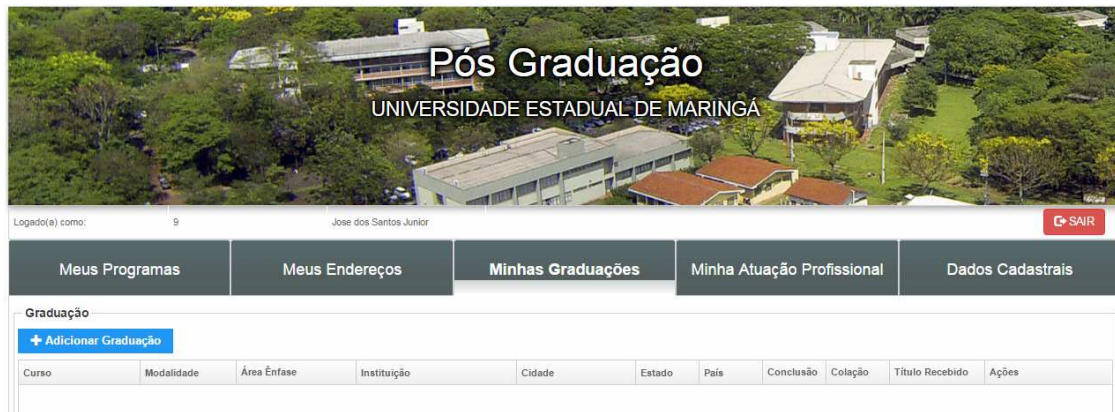 Pós Graduação
UNIVERSIDADE ESTADUAL DE MARINGÁ
Logado(a) como: 9 Jose dos Santos Junior SAIR
Meus Programas Meus Endereços Minhas Graduações Minha Atuação Profissional Dados Cadastrais
Graduação
+ Adicionar Graduação
Curso Modalidade Área Ênfase Instituição Cidade Estado País Conclusão Colação Título Recebido Ações